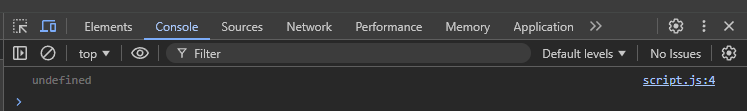 Elements Console Sources Network Performance Memory Application
top Filter Default levels No Issues
undefined script.js:4